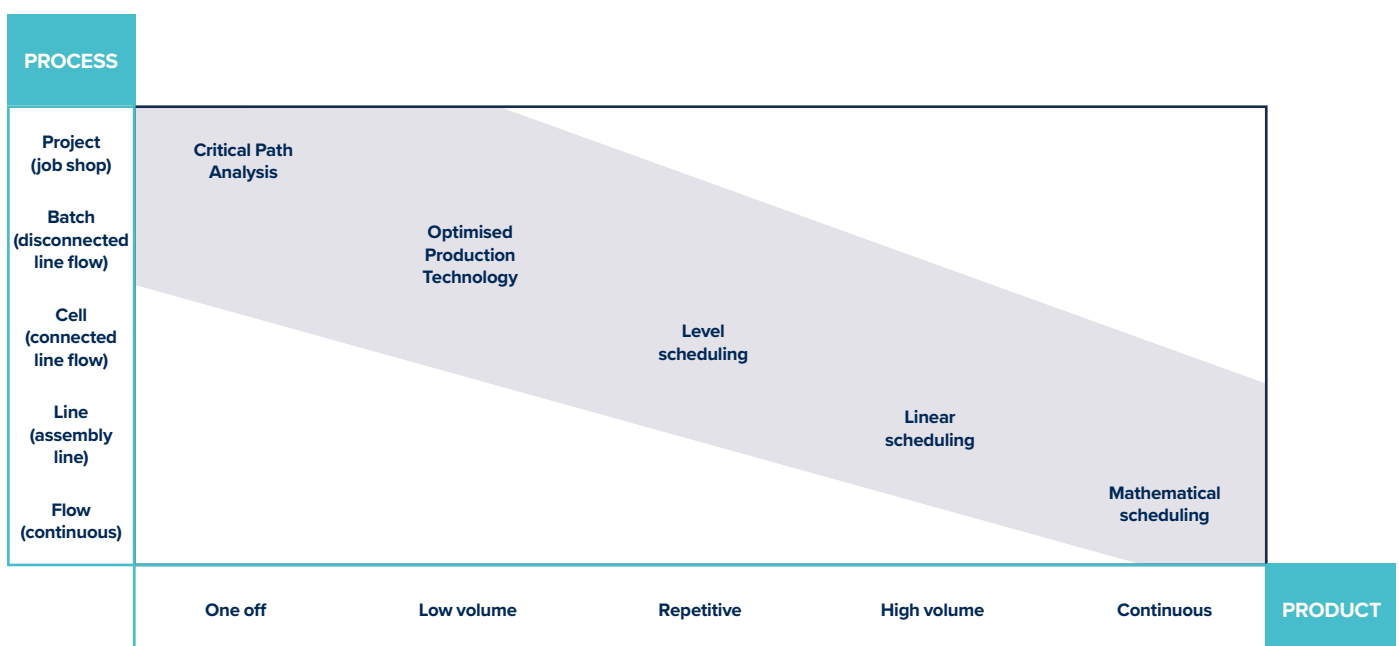 PROCESS
Project
(job shop)
Batch
(disconnected
line flow)
Cell
(connected
line flow)
Line
(assembly
line)
Flow
(continuous)
Critical Path
Analysis
Optimised
Production
Technology
Level
scheduling
Linear
scheduling
Mathematical
scheduling
One off
Low volume
Repetitive
High volume
Continuous
PRODUCT